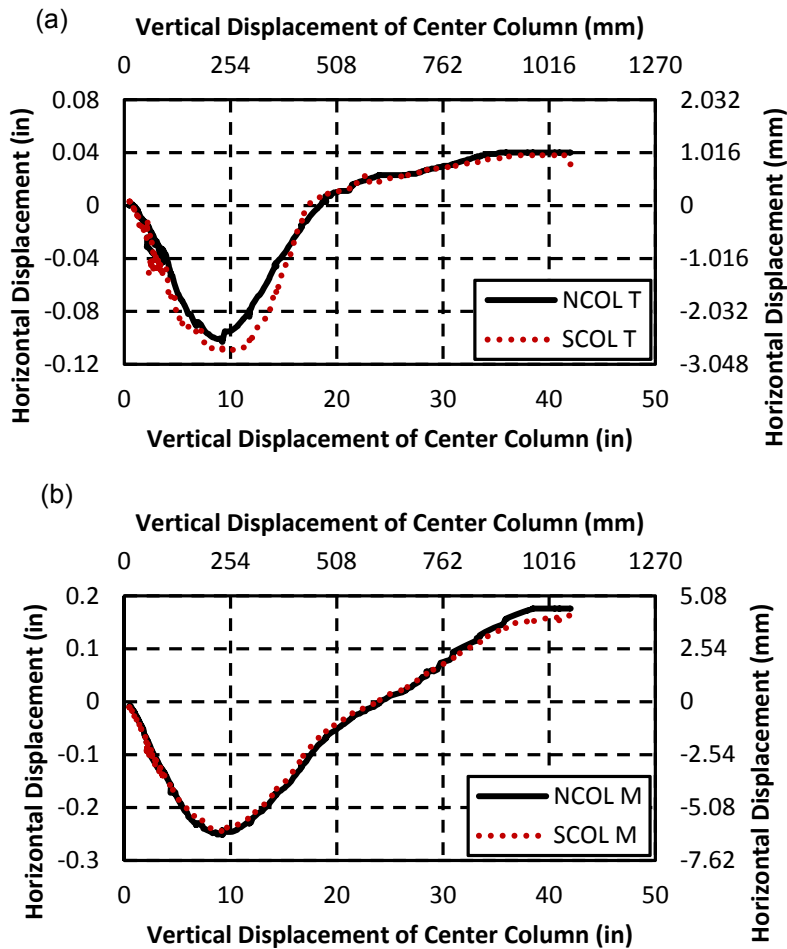 (a)
Vertical Displacement of Center Column (mm)
0 254 508 762 1016 1270
Horizontal Displacement (in)
0.08 2.032
0.04 1.016
0 0
-0.04 -1.016
-0.08 -2.032
-0.12 -3.048
Horizontal Displacement (mm)
NCOL T
SCOL T
0 10 20 30 40 50
Vertical Displacement of Center Column (in)
(b)
Vertical Displacement of Center Column (mm)
0 254 508 762 1016 1270
Horizontal Displacement (in)
0.2 5.08
0.1 2.54
0 0
-0.1 -2.54
-0.2 -5.08
-0.3 -7.62
Horizontal Displacement (mm)
NCOL M
SCOL M
0 10 20 30 40 50
Vertical Displacement of Center Column (in)